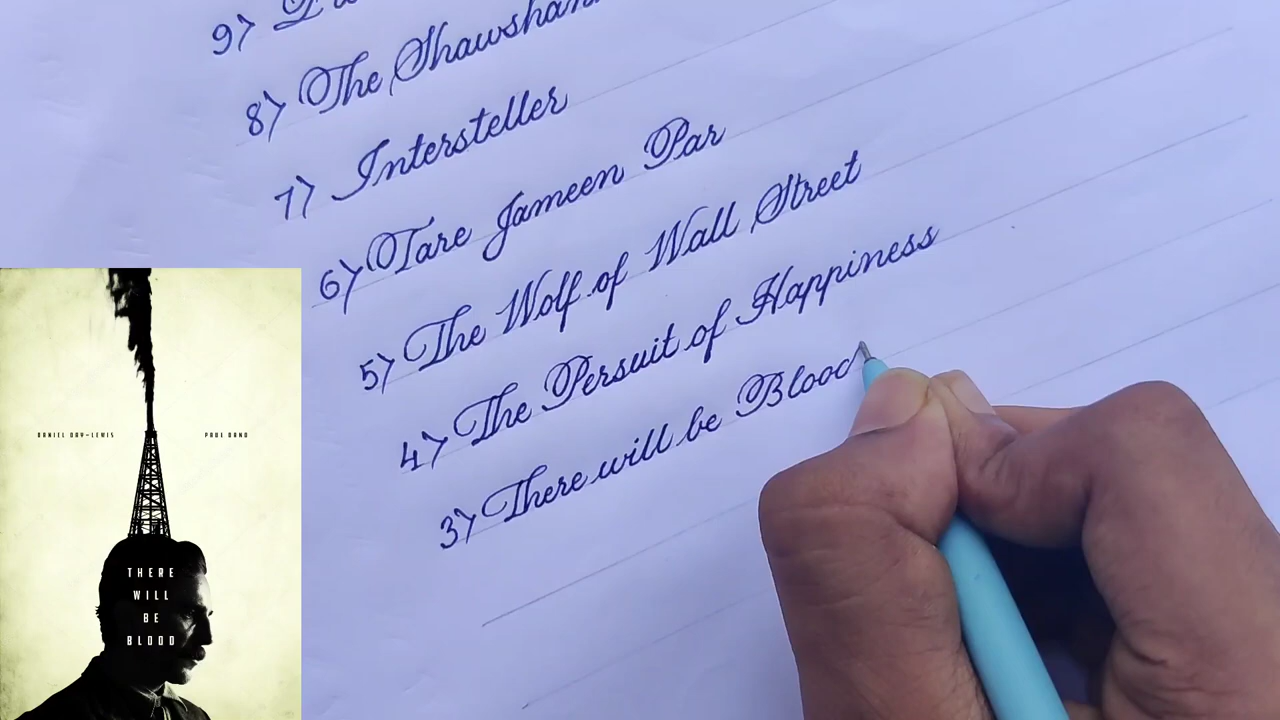 9)
8) The Shawshan
7) Intersteller
6) Tare Jameen Par
5) The Wolf of Wall Street
4) The Persuit of Happiness
3) There will be Blood
DANIEL DAY-LEWIS
PAUL DANO
THERE
WILL
BE
BLOOD